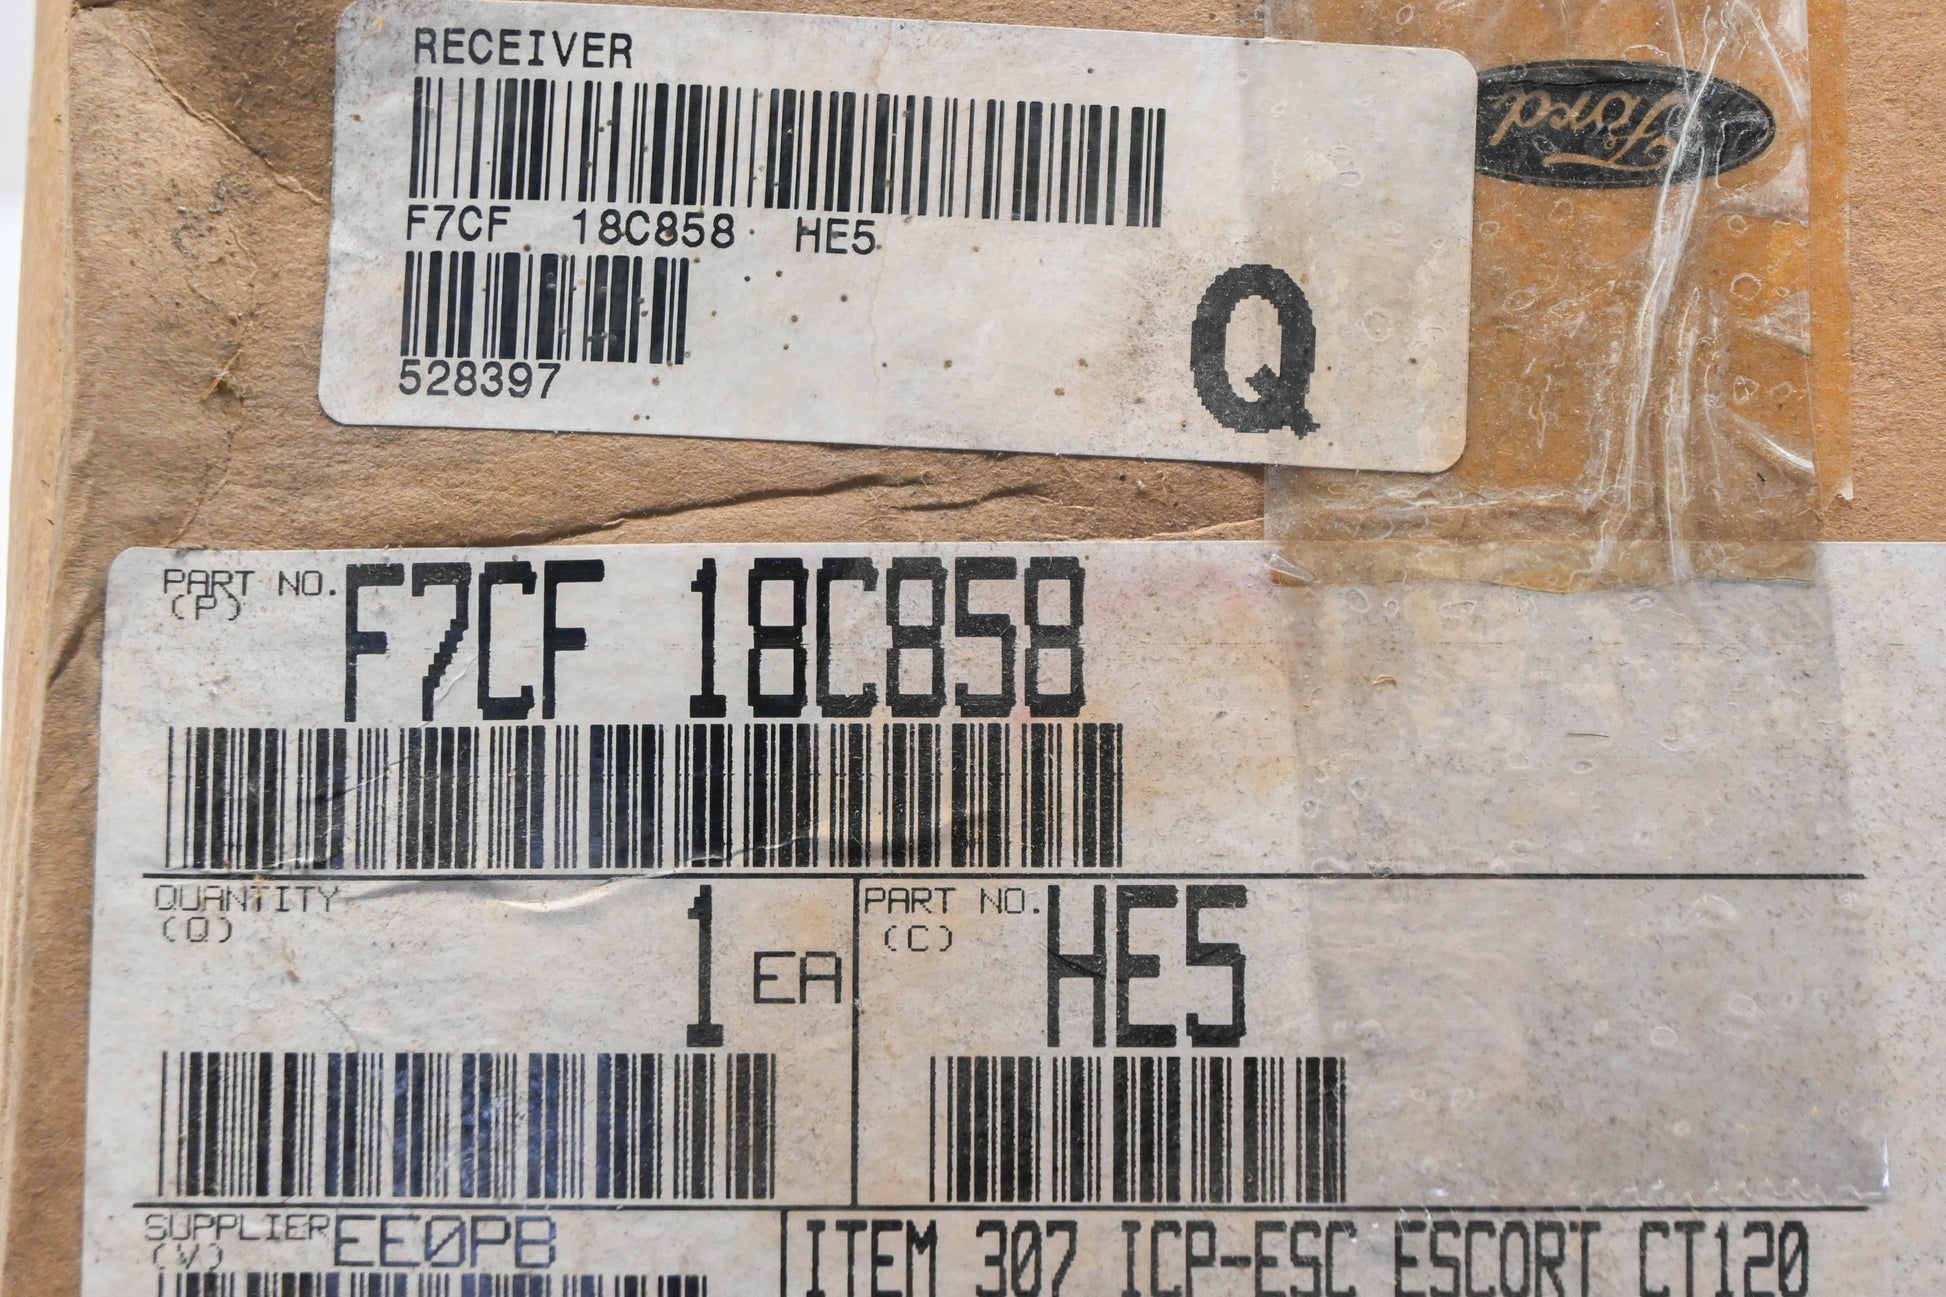 RECEIVER
Ford
F7CF 18C858 HE5
528397
Q
PART NO. F7CF 18C858
(P)
QUANTITY 1 EA
(Q)
PART NO. HE5
(C)
SUPPLIER EE0PB
(V)
ITEM 307 ICP-ESC ESCORT CT120